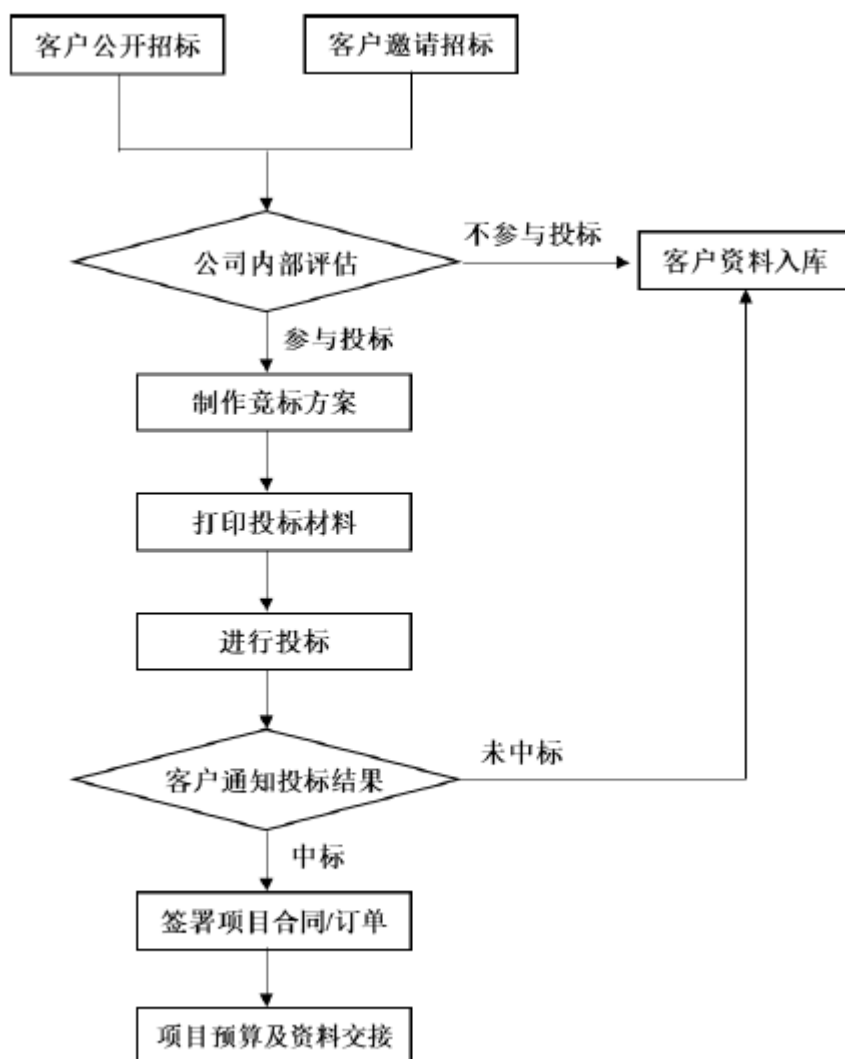 客户公开招标
客户邀请招标
公司内部评估
不参与投标
客户资料入库
参与投标
制作竞标方案
打印投标材料
进行投标
客户通知投标结果
未中标
中标
签署项目合同/订单
项目预算及资料交接